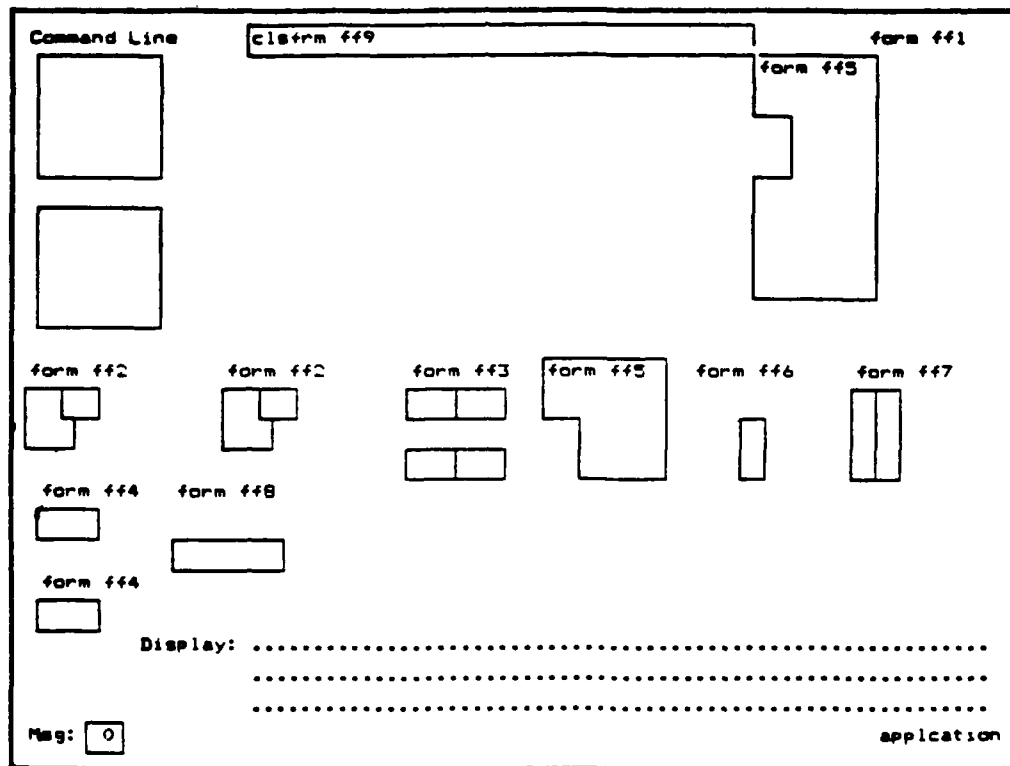 Command Line clsfrm ff9 form ff1
form ff5
form ff2 form ff2 form ff3 form ff5 form ff6 form ff7
form ff4 form ff8
form ff4
Display: ............................................................
............................................................
............................................................
Msg: 0 applcation